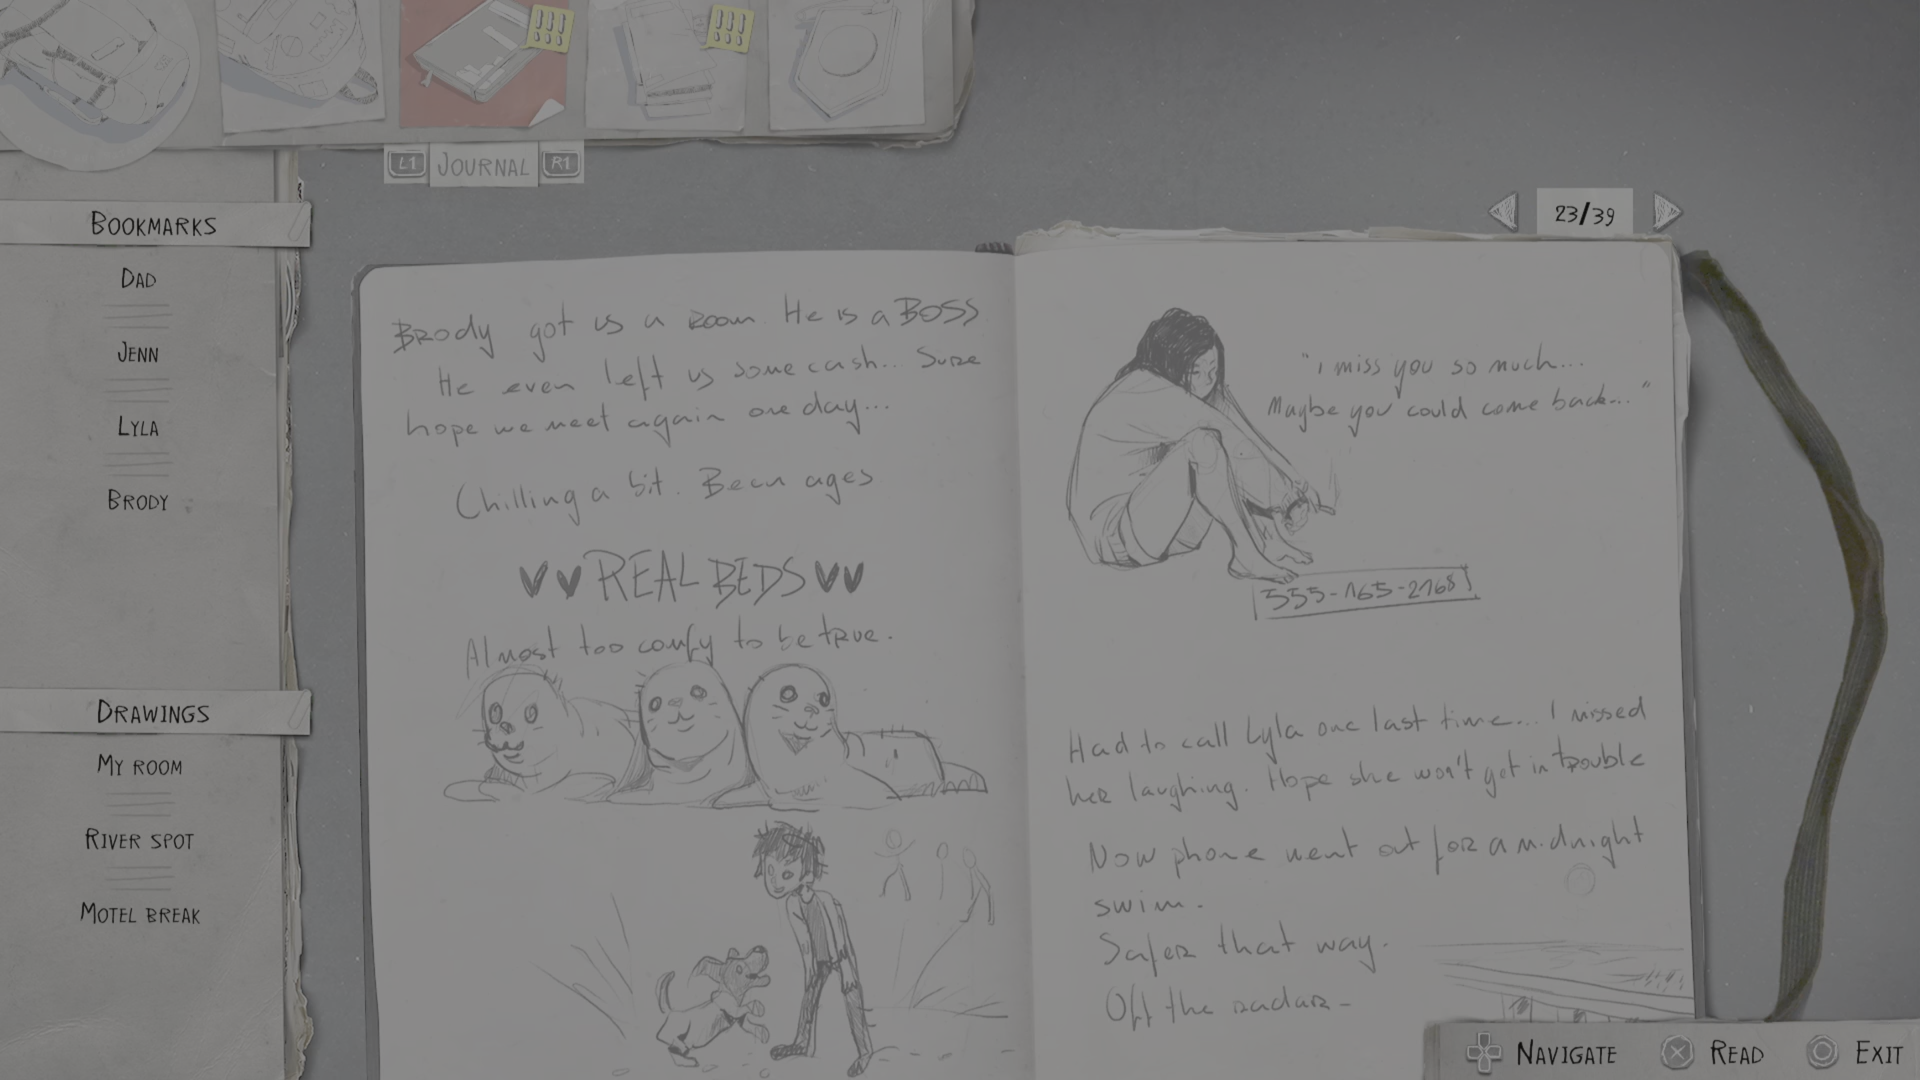 L1 JOURNAL R1
23/39
BOOKMARKS
DAD
JENN
LYLA
BRODY
DRAWINGS
MY ROOM
RIVER SPOT
MOTEL BREAK
Brody got us a room. He is a BOSS
He even left us some cash... Sure
hope we meet again one day...
Chilling a bit. Been ages
REAL BEDS
Almost too comfy to be true.
"I miss you so much...
Maybe you could come back..."
555-165-2768
Had to call Lyla one last time... I missed
her laughing. Hope she won't get in trouble
Now phone went out for a midnight
swim.
Safer that way.
Off the radar-
NAVIGATE READ EXIT